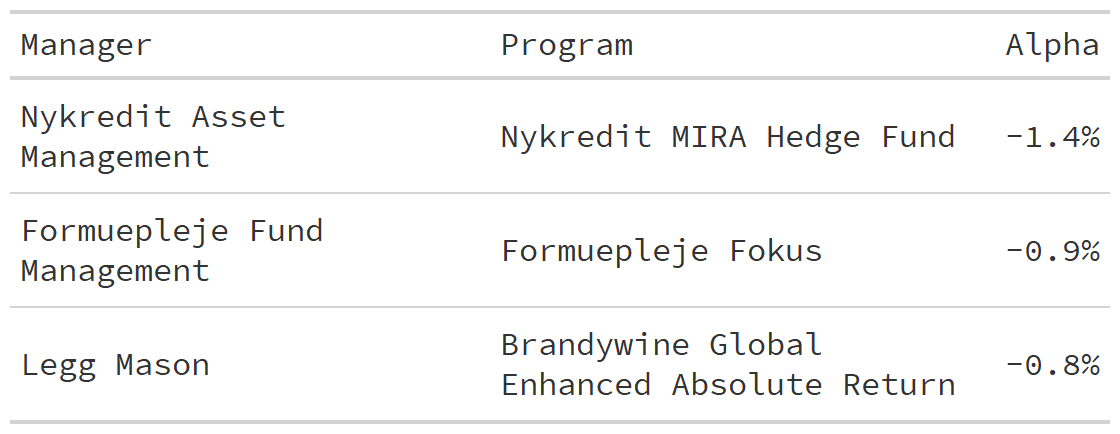 Manager Program Alpha
Nykredit Asset
Management
Nykredit MIRA Hedge Fund -1.4%
Formuepleje Fund
Management
Formuepleje Fokus -0.9%
Legg Mason
Brandywine Global
Enhanced Absolute Return
-0.8%